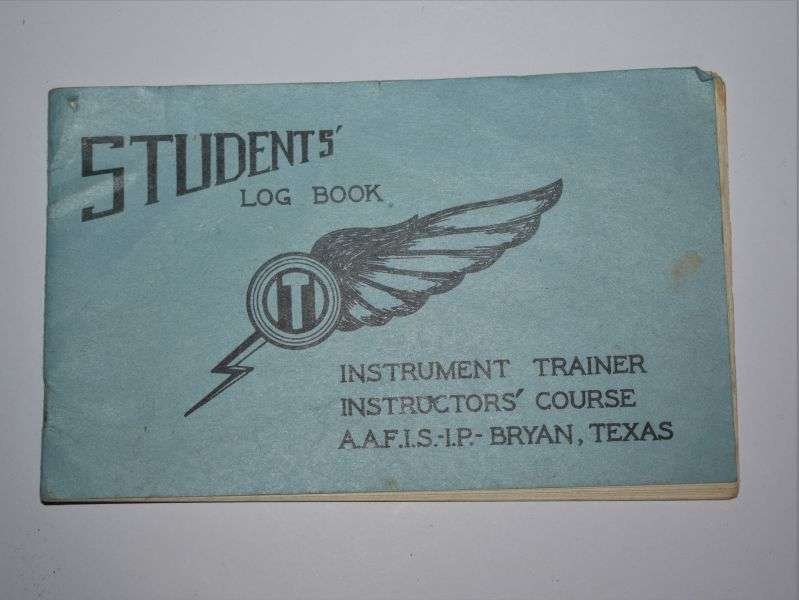 STUDENTS'
LOG BOOK
IT
INSTRUMENT TRAINER
INSTRUCTORS' COURSE
A.A.F.I.S.-I.P.- BRYAN, TEXAS